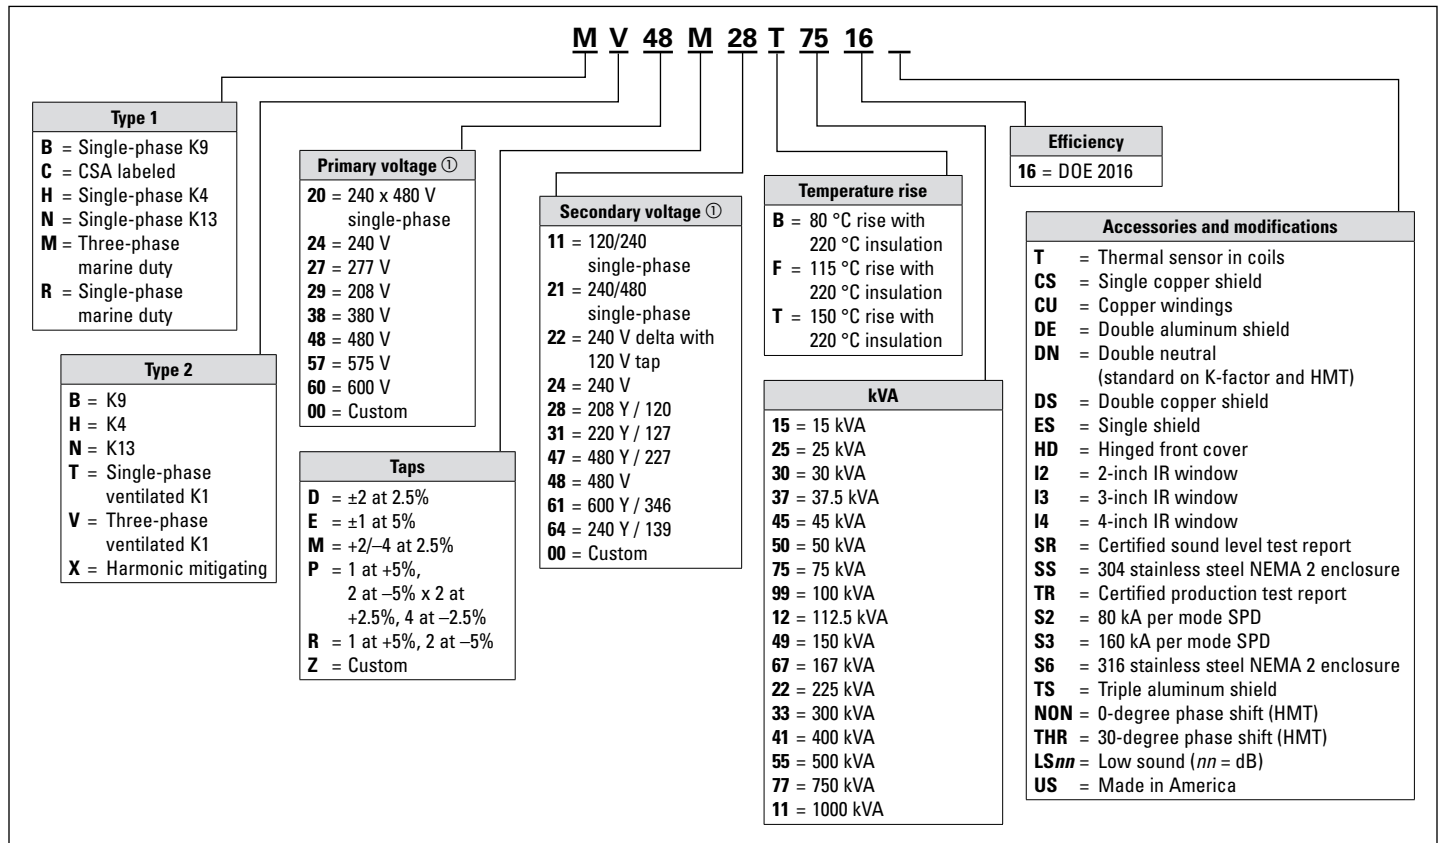 M V 48 M 28 T 75 16 _
Type 1
B = Single-phase K9
C = CSA labeled
H = Single-phase K4
N = Single-phase K13
M = Three-phase
marine duty
R = Single-phase
marine duty
Type 2
B = K9
H = K4
N = K13
T = Single-phase
ventilated K1
V = Three-phase
ventilated K1
X = Harmonic mitigating
Primary voltage ①
20 = 240 x 480 V
single-phase
24 = 240 V
27 = 277 V
29 = 208 V
38 = 380 V
48 = 480 V
57 = 575 V
60 = 600 V
00 = Custom
Taps
D = ±2 at 2.5%
E = ±1 at 5%
M = +2/–4 at 2.5%
P = 1 at +5%,
2 at –5% x 2 at
+2.5%, 4 at –2.5%
R = 1 at +5%, 2 at –5%
Z = Custom
Secondary voltage ①
11 = 120/240
single-phase
21 = 240/480
single-phase
22 = 240 V delta with
120 V tap
24 = 240 V
28 = 208 Y / 120
31 = 220 Y / 127
47 = 480 Y / 227
48 = 480 V
61 = 600 Y / 346
64 = 240 Y / 139
00 = Custom
Temperature rise
B = 80 °C rise with
220 °C insulation
F = 115 °C rise with
220 °C insulation
T = 150 °C rise with
220 °C insulation
kVA
15 = 15 kVA
25 = 25 kVA
30 = 30 kVA
37 = 37.5 kVA
45 = 45 kVA
50 = 50 kVA
75 = 75 kVA
99 = 100 kVA
12 = 112.5 kVA
49 = 150 kVA
67 = 167 kVA
22 = 225 kVA
33 = 300 kVA
41 = 400 kVA
55 = 500 kVA
77 = 750 kVA
11 = 1000 kVA
Efficiency
16 = DOE 2016
Accessories and modifications
T = Thermal sensor in coils
CS = Single copper shield
CU = Copper windings
DE = Double aluminum shield
DN = Double neutral
(standard on K-factor and HMT)
DS = Double copper shield
ES = Single shield
HD = Hinged front cover
I2 = 2-inch IR window
I3 = 3-inch IR window
I4 = 4-inch IR window
SR = Certified sound level test report
SS = 304 stainless steel NEMA 2 enclosure
TR = Certified production test report
S2 = 80 kA per mode SPD
S3 = 160 kA per mode SPD
S6 = 316 stainless steel NEMA 2 enclosure
TS = Triple aluminum shield
NON = 0-degree phase shift (HMT)
THR = 30-degree phase shift (HMT)
LSnn = Low sound (nn = dB)
US = Made in America